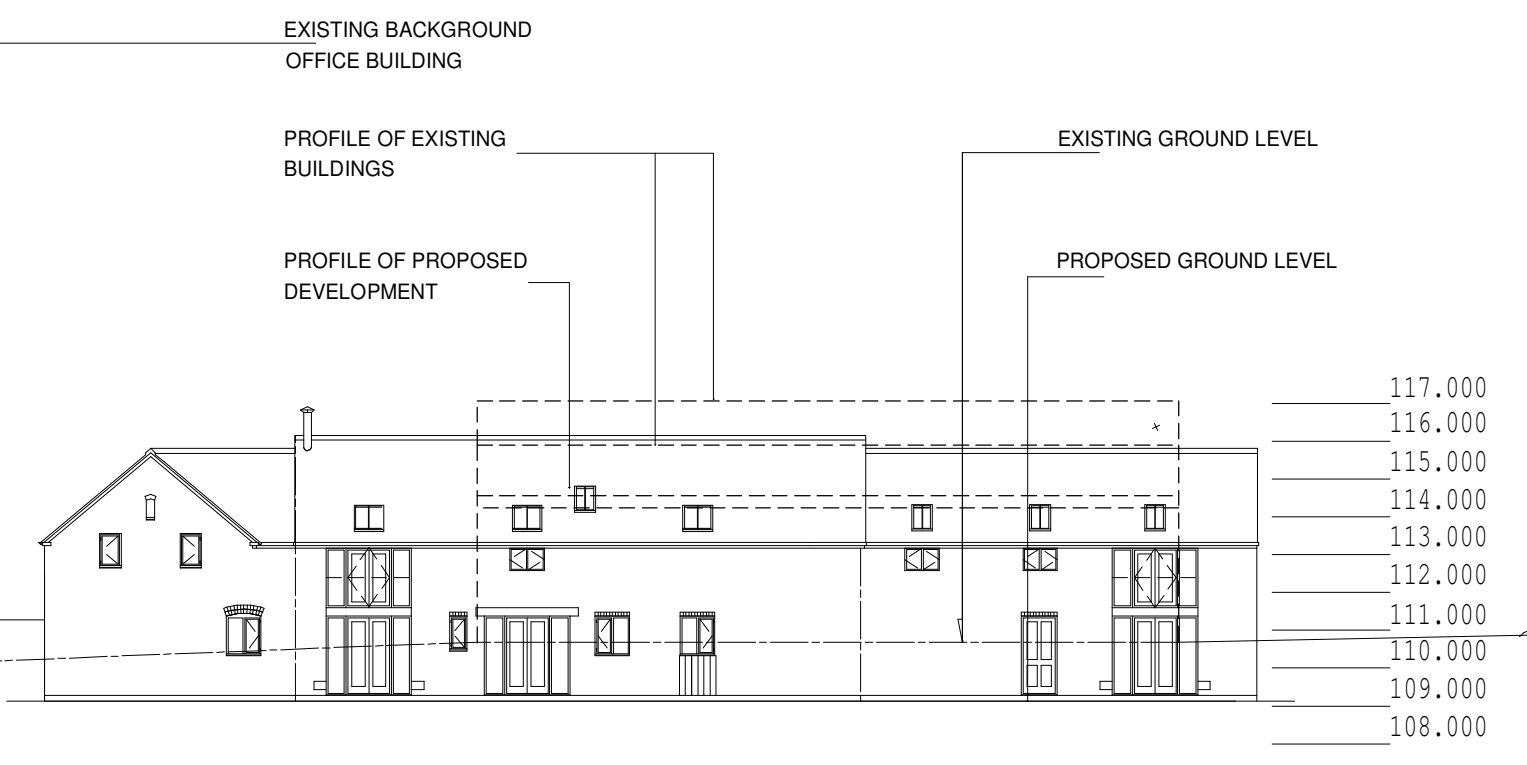 EXISTING BACKGROUND
OFFICE BUILDING
PROFILE OF EXISTING
BUILDINGS
EXISTING GROUND LEVEL
PROFILE OF PROPOSED
DEVELOPMENT
PROPOSED GROUND LEVEL
117.000
116.000
115.000
114.000
113.000
112.000
111.000
110.000
109.000
108.000